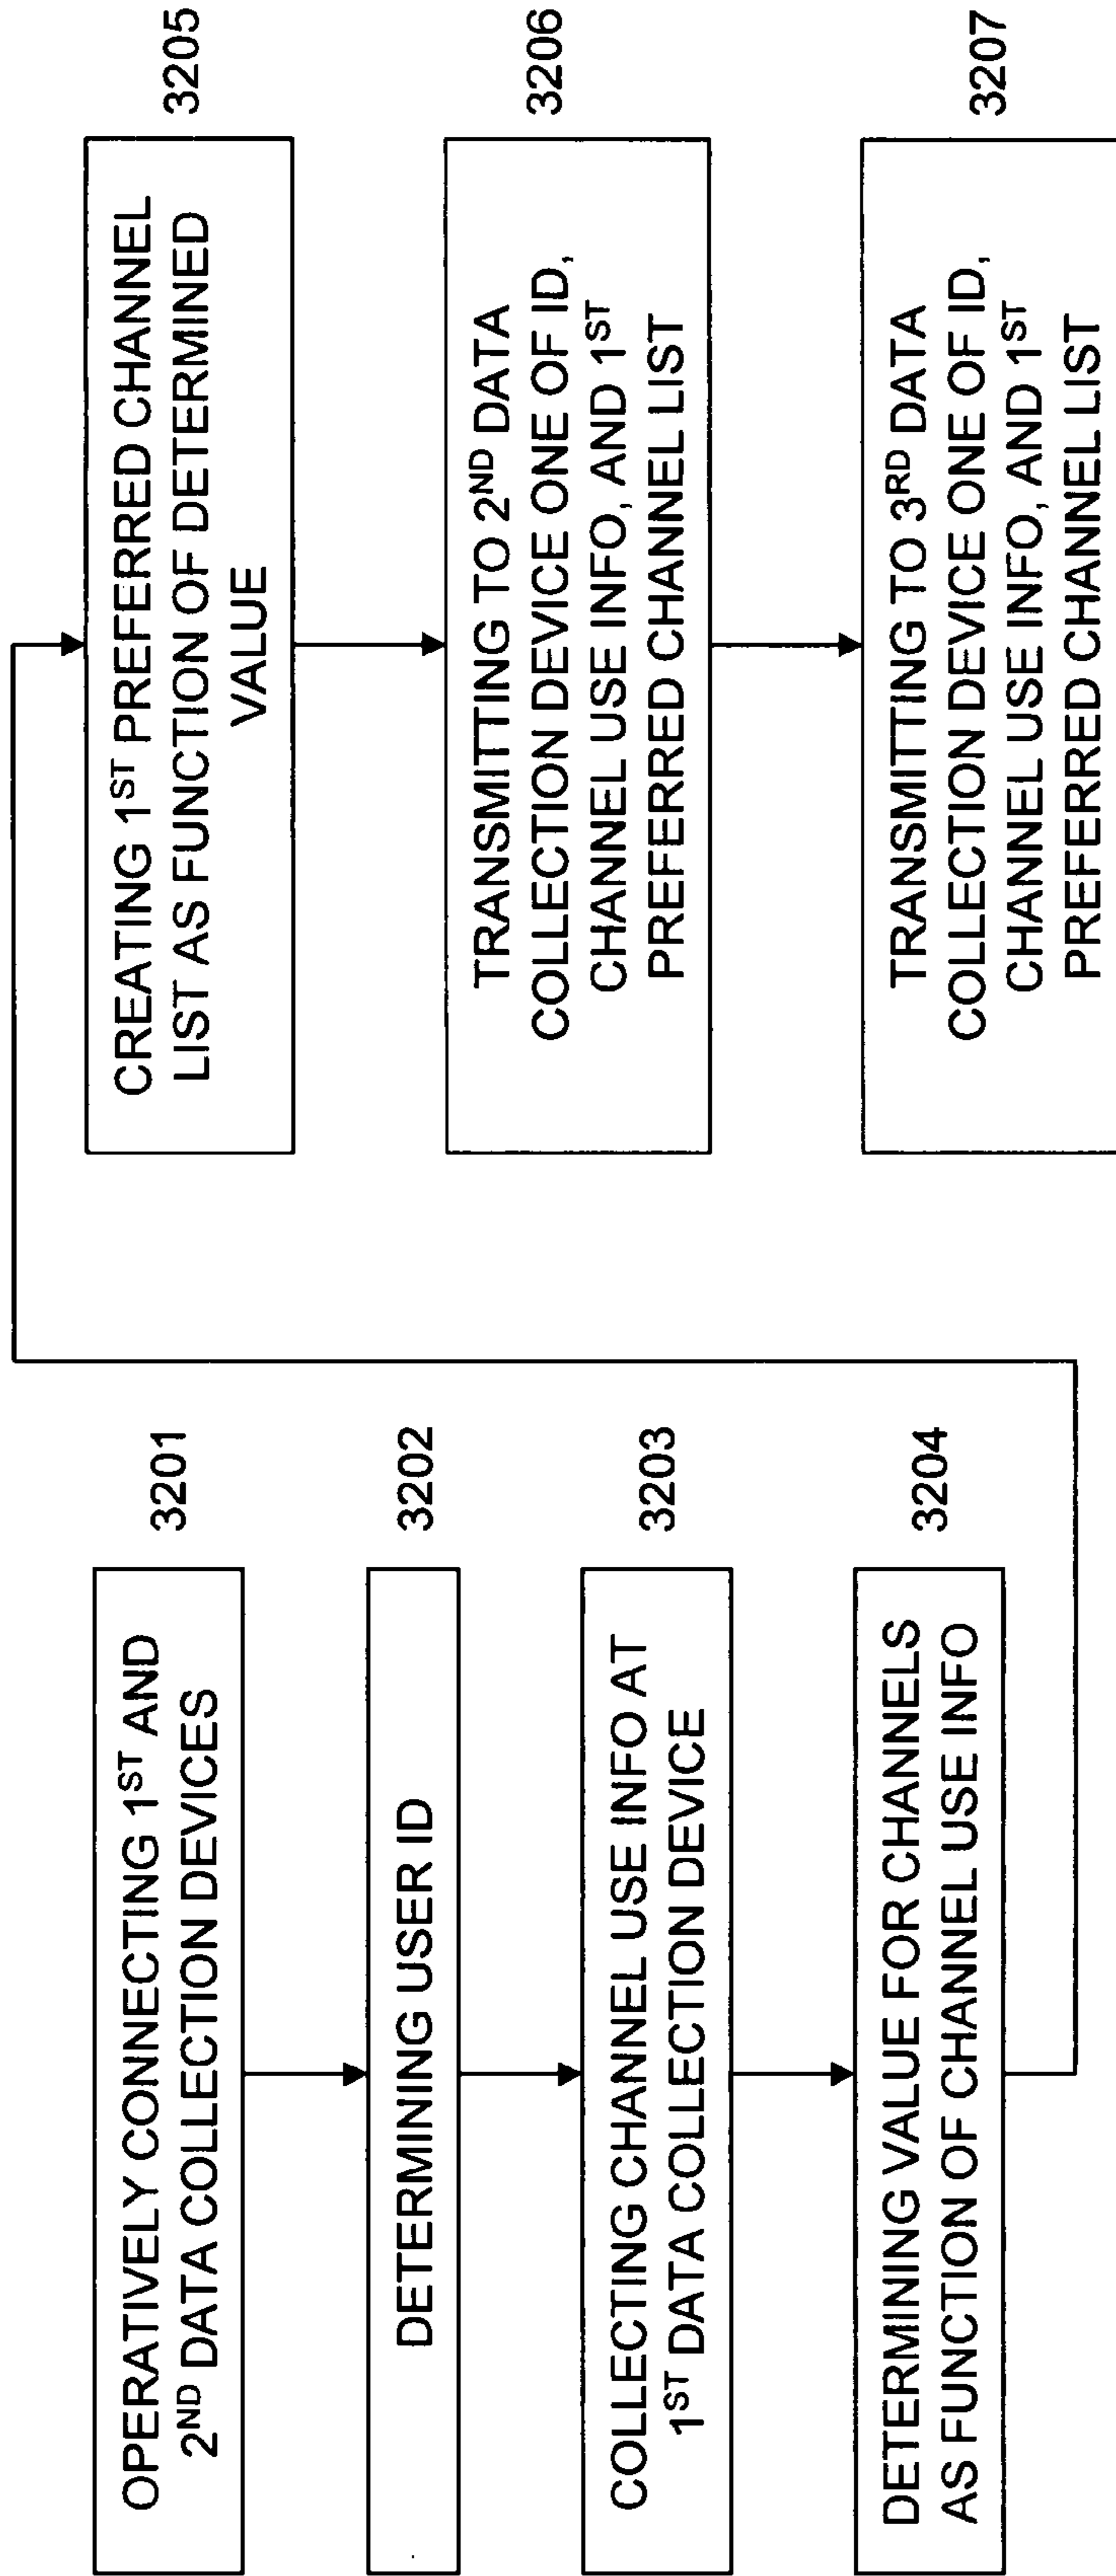 OPERATIVELY CONNECTING 1ST AND
2ND DATA COLLECTION DEVICES
3201
DETERMINING USER ID
3202
COLLECTING CHANNEL USE INFO AT
1ST DATA COLLECTION DEVICE
3203
DETERMINING VALUE FOR CHANNELS
AS FUNCTION OF CHANNEL USE INFO
3204
CREATING 1ST PREFERRED CHANNEL
LIST AS FUNCTION OF DETERMINED
VALUE
3205
TRANSMITTING TO 2ND DATA
COLLECTION DEVICE ONE OF ID,
CHANNEL USE INFO, AND 1ST
PREFERRED CHANNEL LIST
3206
TRANSMITTING TO 3RD DATA
COLLECTION DEVICE ONE OF ID,
CHANNEL USE INFO, AND 1ST
PREFERRED CHANNEL LIST
3207